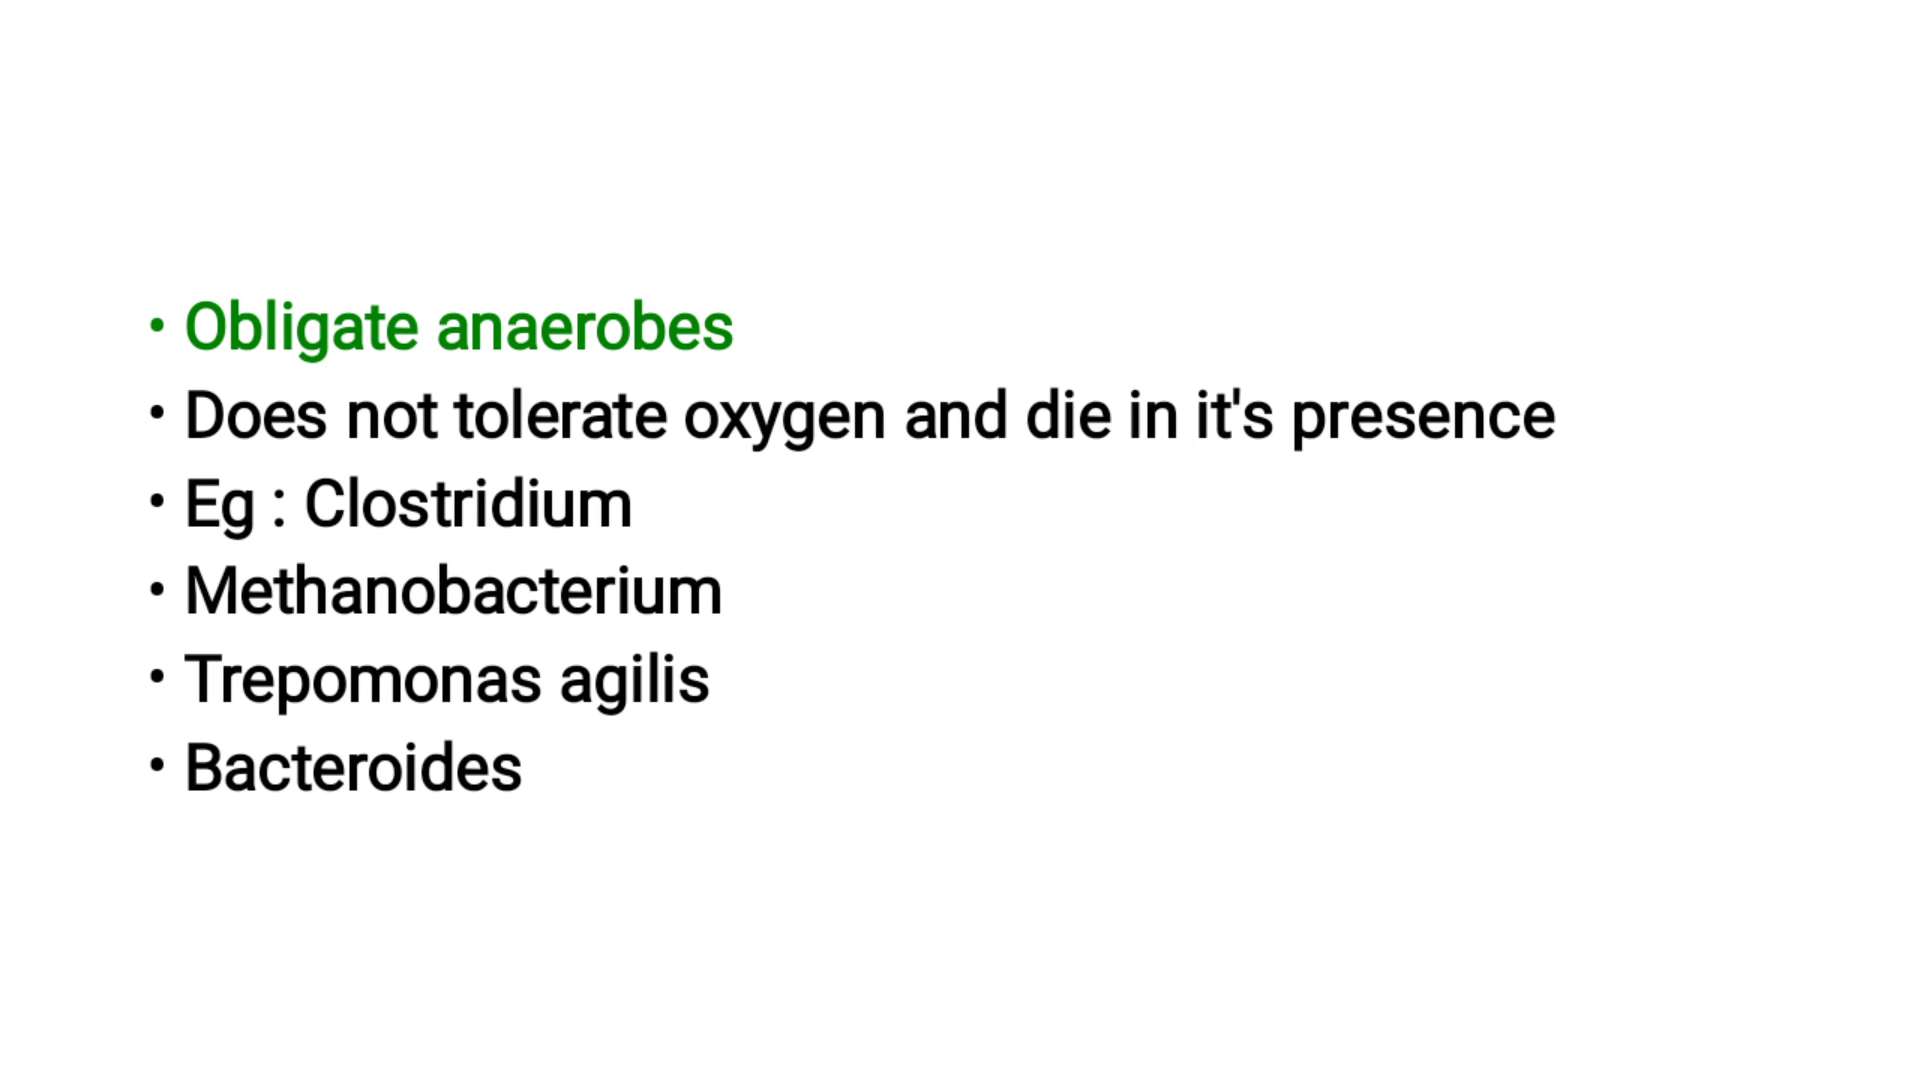 • Obligate anaerobes
• Does not tolerate oxygen and die in it's presence
• Eg : Clostridium
• Methanobacterium
• Trepomonas agilis
• Bacteroides